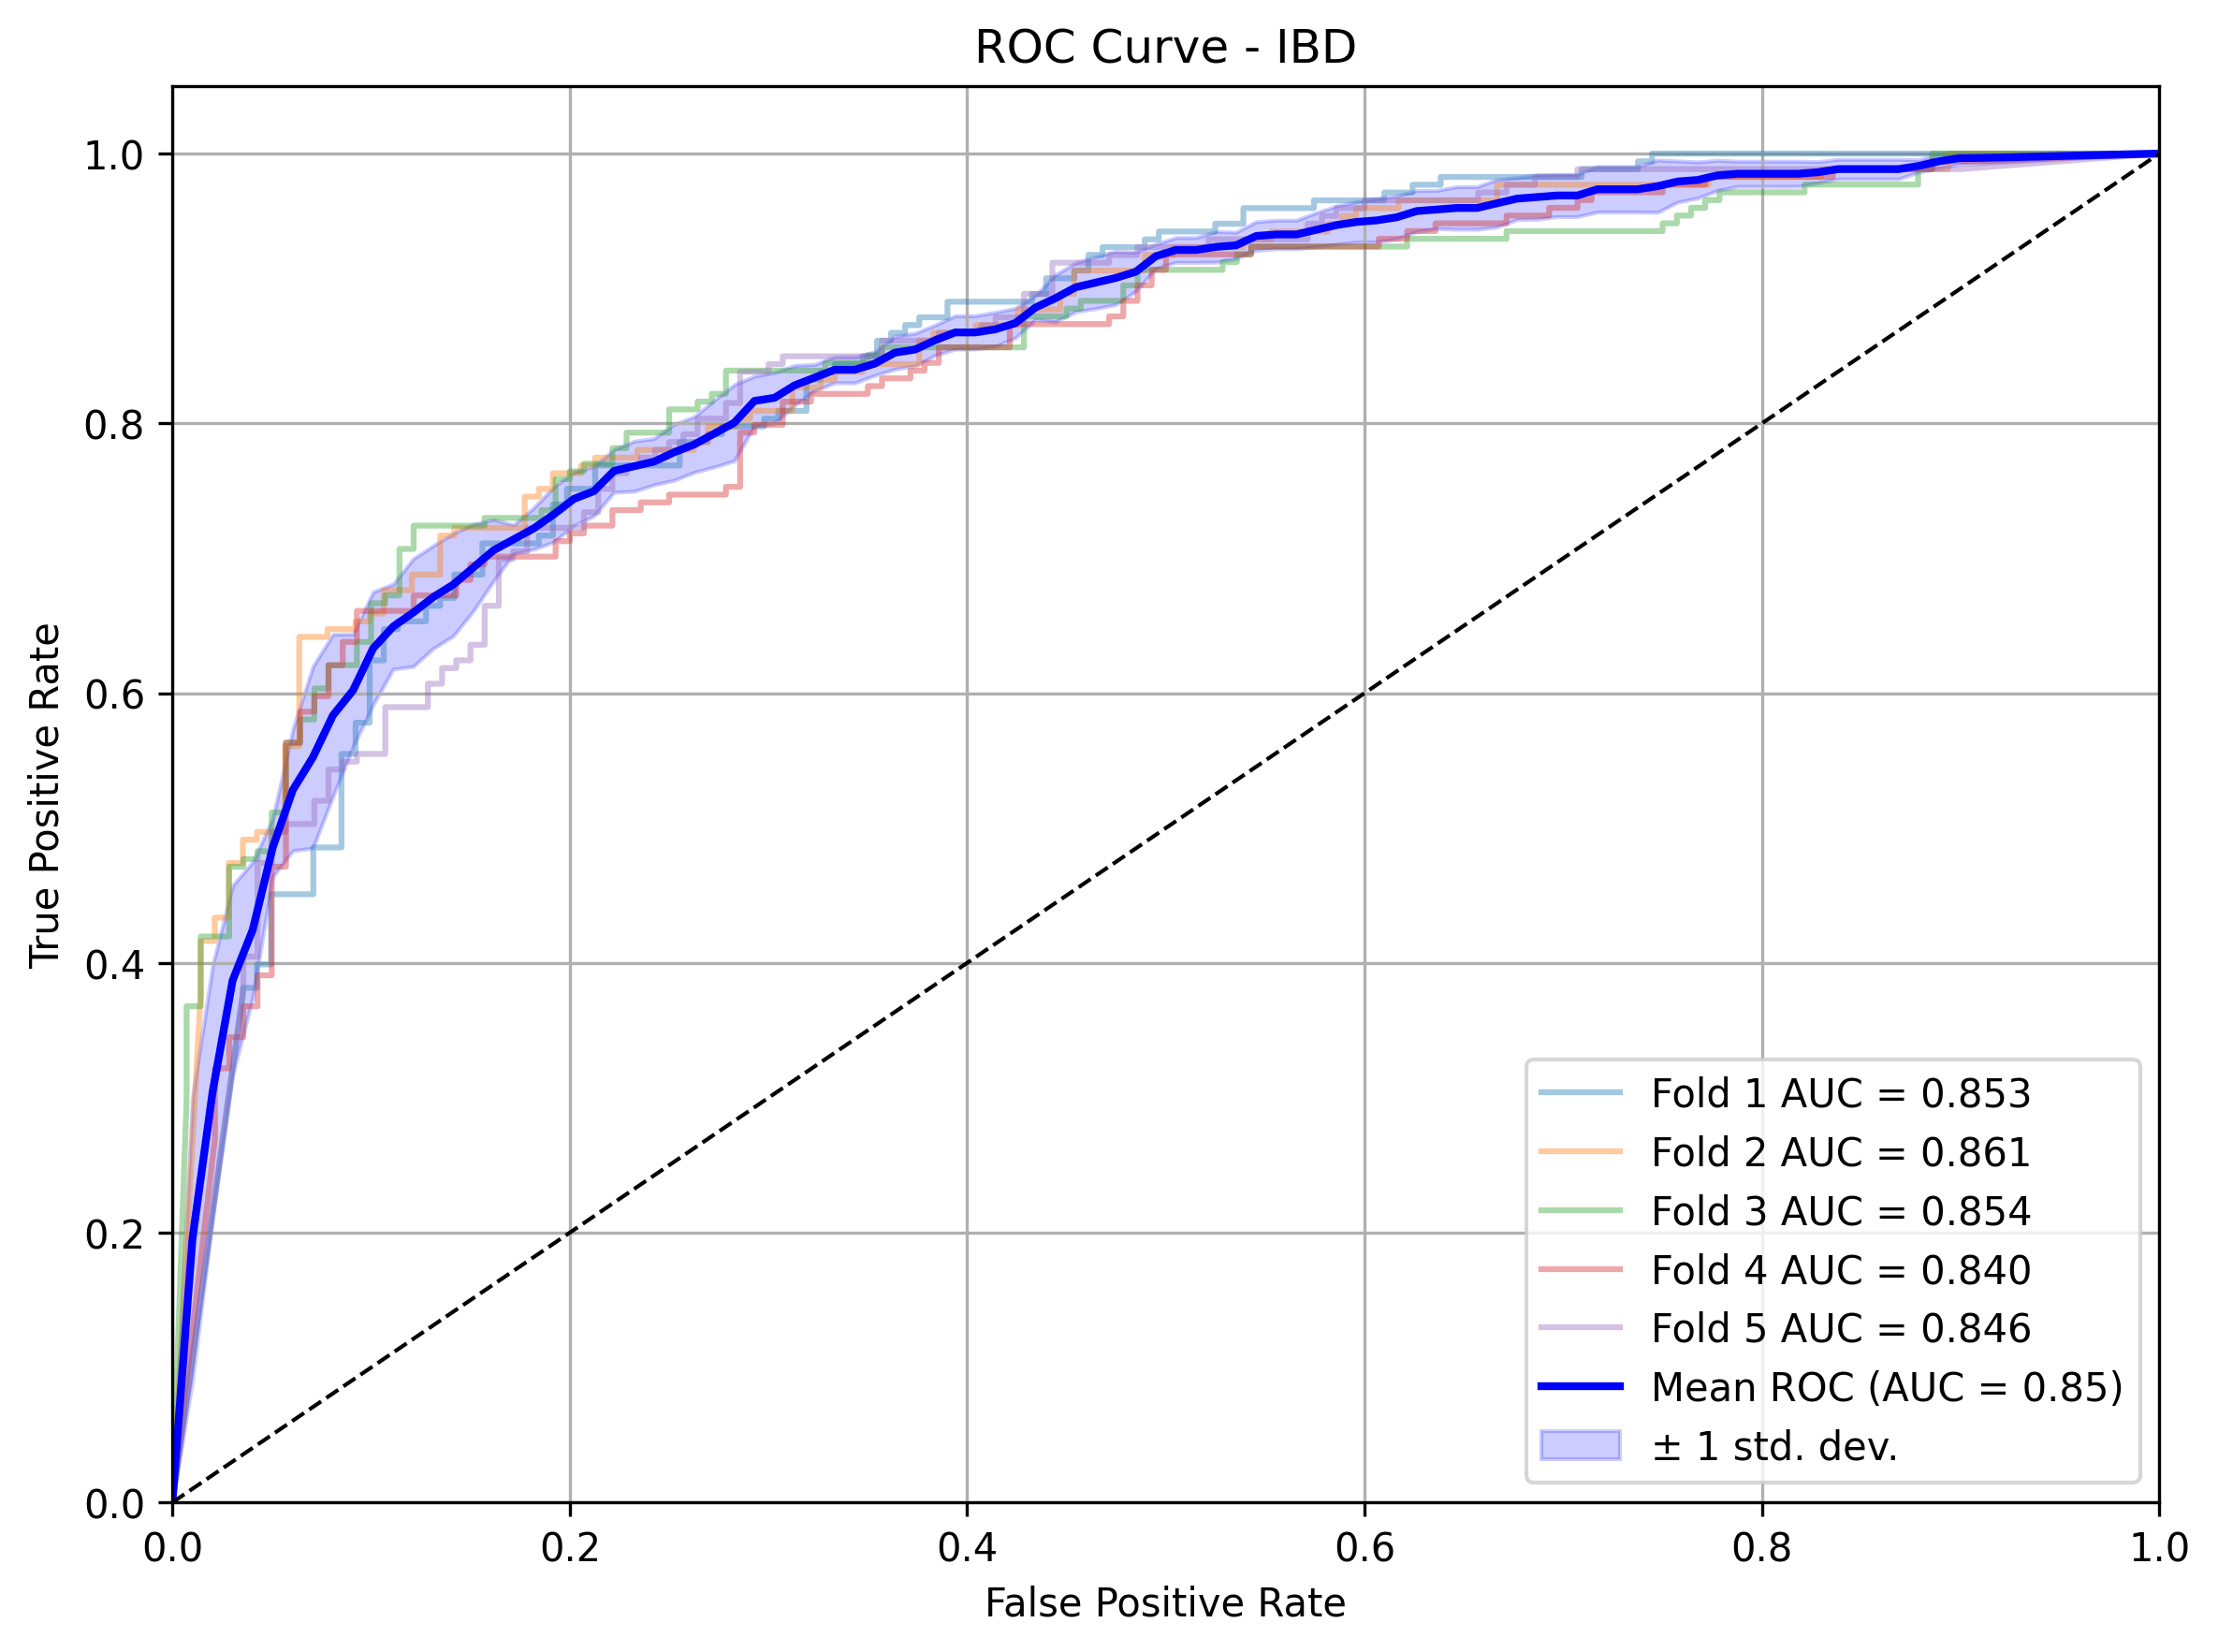 ROC Curve - IBD
True Positive Rate
1.0
0.8
0.6
0.4
0.2
0.0
0.0 0.2 0.4 0.6 0.8 1.0
False Positive Rate
Fold 1 AUC = 0.853
Fold 2 AUC = 0.861
Fold 3 AUC = 0.854
Fold 4 AUC = 0.840
Fold 5 AUC = 0.846
Mean ROC (AUC = 0.85)
± 1 std. dev.